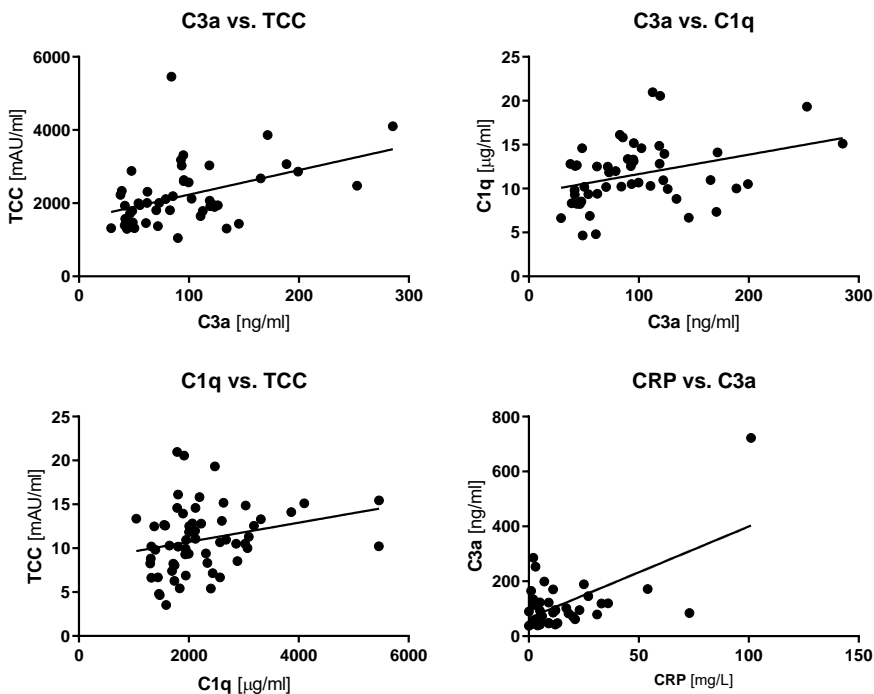 C3a vs. TCC
TCC [mAU/ml]
6000
4000
2000
0
0 100 200 300
C3a [ng/ml]
C3a vs. C1q
C1q [μg/ml]
25
20
15
10
5
0
0 100 200 300
C3a [ng/ml]
C1q vs. TCC
TCC [mAU/ml]
25
20
15
10
5
0
0 2000 4000 6000
C1q [μg/ml]
CRP vs. C3a
C3a [ng/ml]
800
600
400
200
0
0 50 100 150
CRP [mg/L]